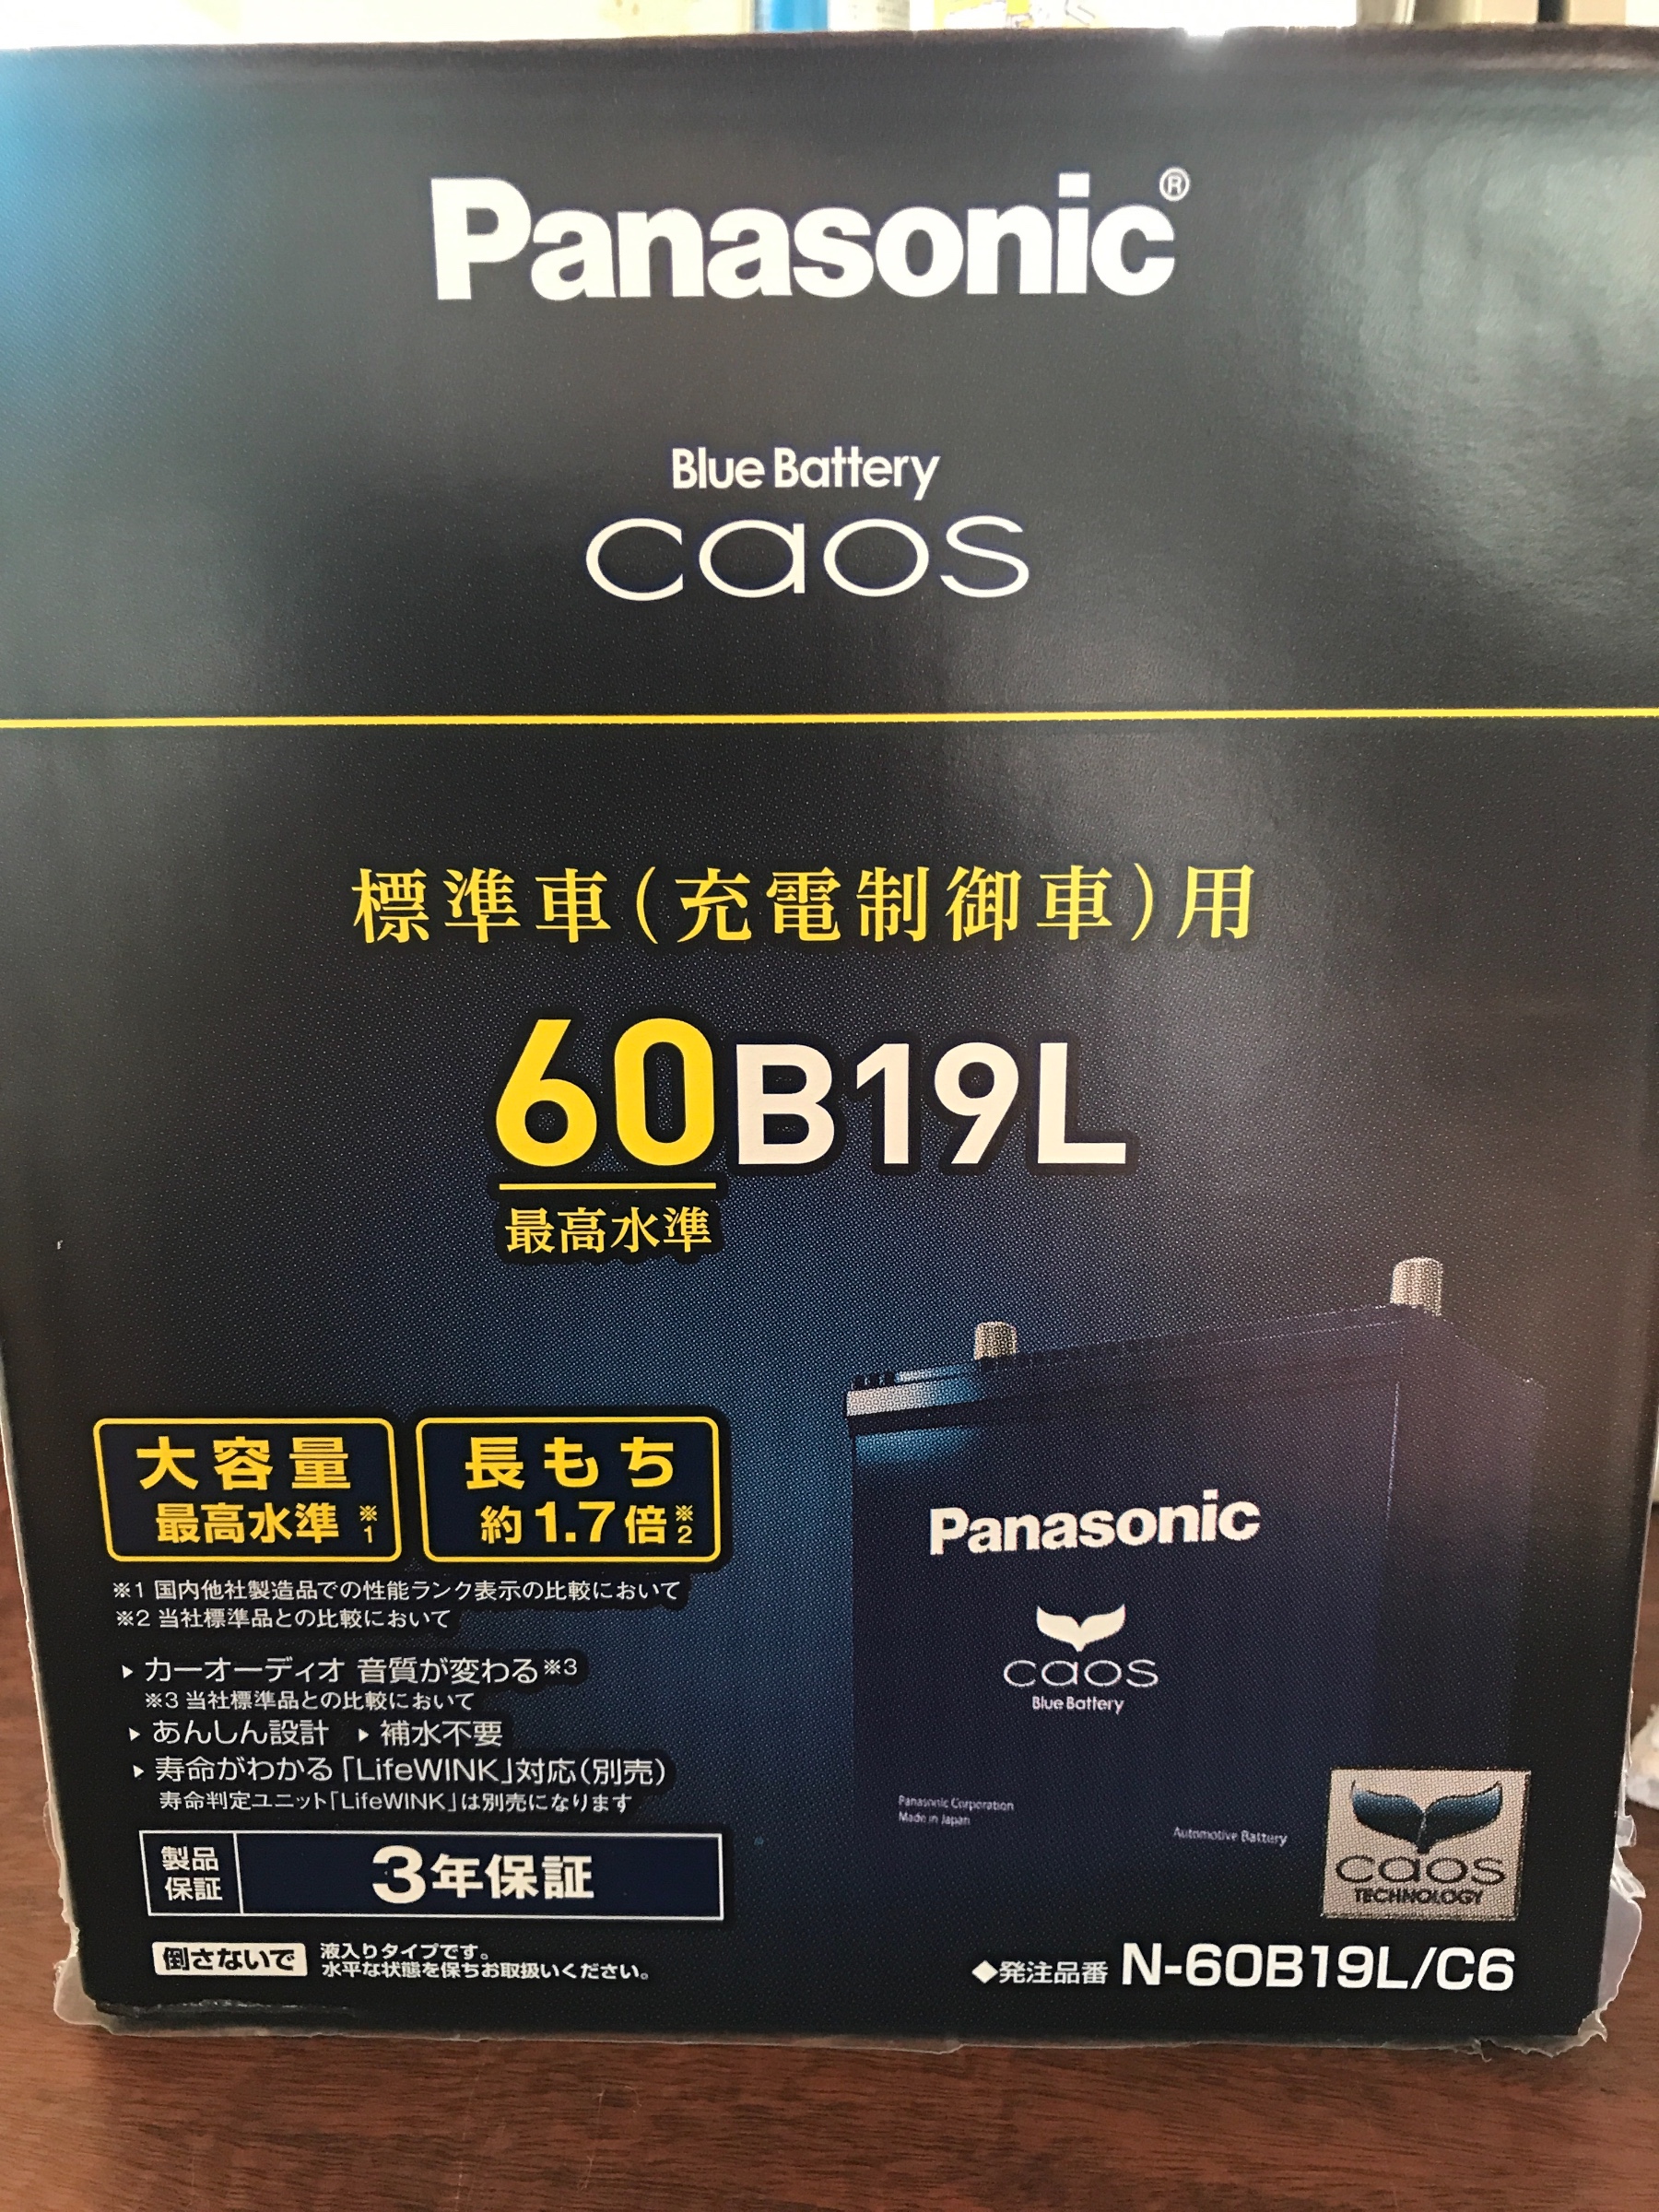 Panasonic®
Blue Battery
caos
標準車(充電制御車)用
60B19L
最高水準
大容量
最高水準 ※1
長もち
約1.7倍 ※2
※1 国内他社製造品での性能ランク表示の比較において
※2 当社標準品との比較において
▶ カーオーディオ 音質が変わる※3
※3 当社標準品との比較において
▶ あんしん設計 ▶ 補水不要
▶ 寿命がわかる「LifeWINK」対応(別売)
寿命判定ユニット「LifeWINK」は別売になります
製品保証
3年保証
倒さないで
液入りタイプです。
水平な状態を保ちお取扱いください。
Panasonic
caos
Blue Battery
Panasonic Corporation
Made in Japan
Automotive Battery
caos
TECHNOLOGY
◆発注品番 N-60B19L/C6